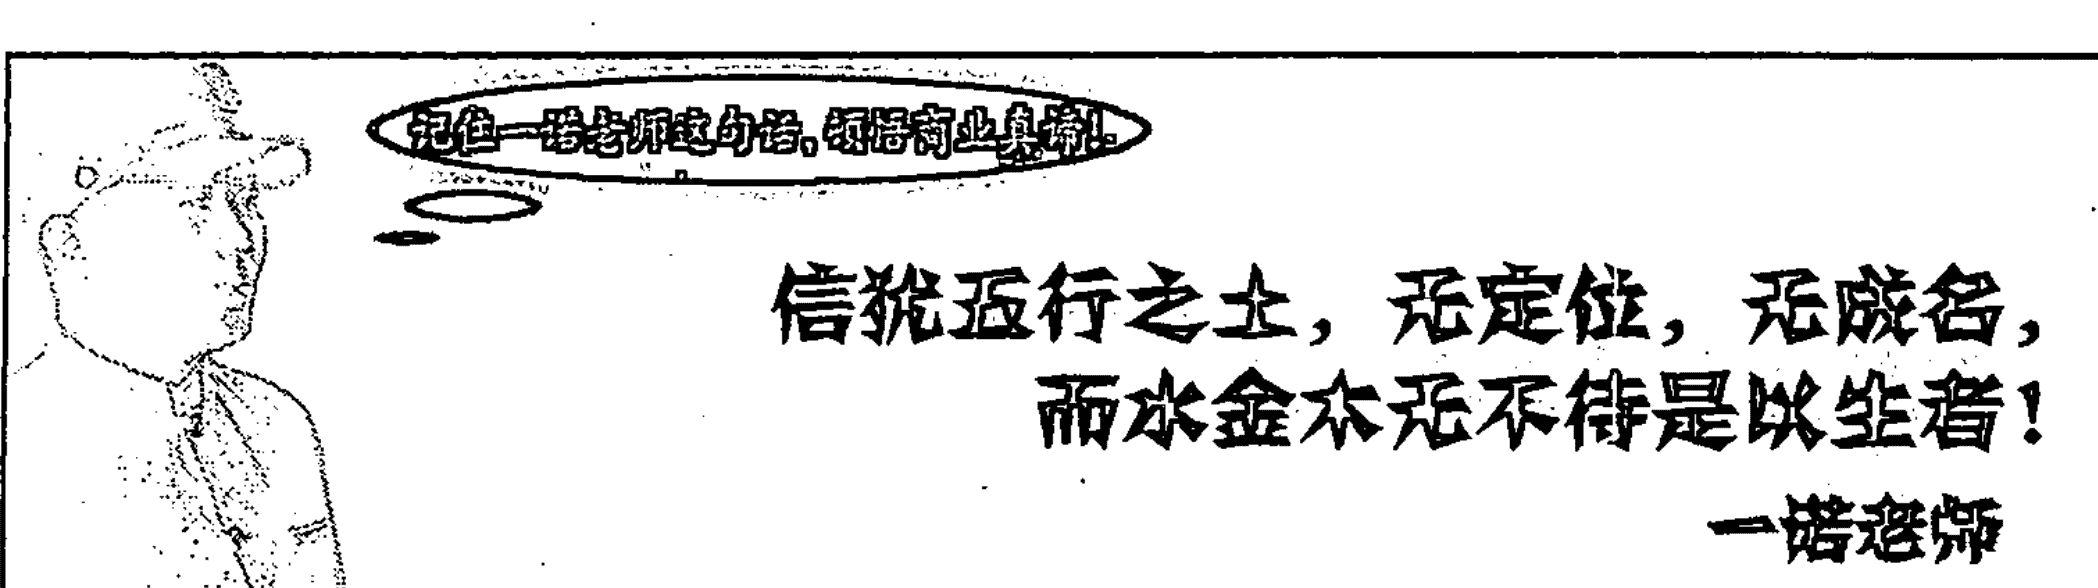 记住一诺老师这句话,领悟商业真谛!
信犹五行之土，无定位，无成名，
而水金木无不待是以生者！
一诺老师